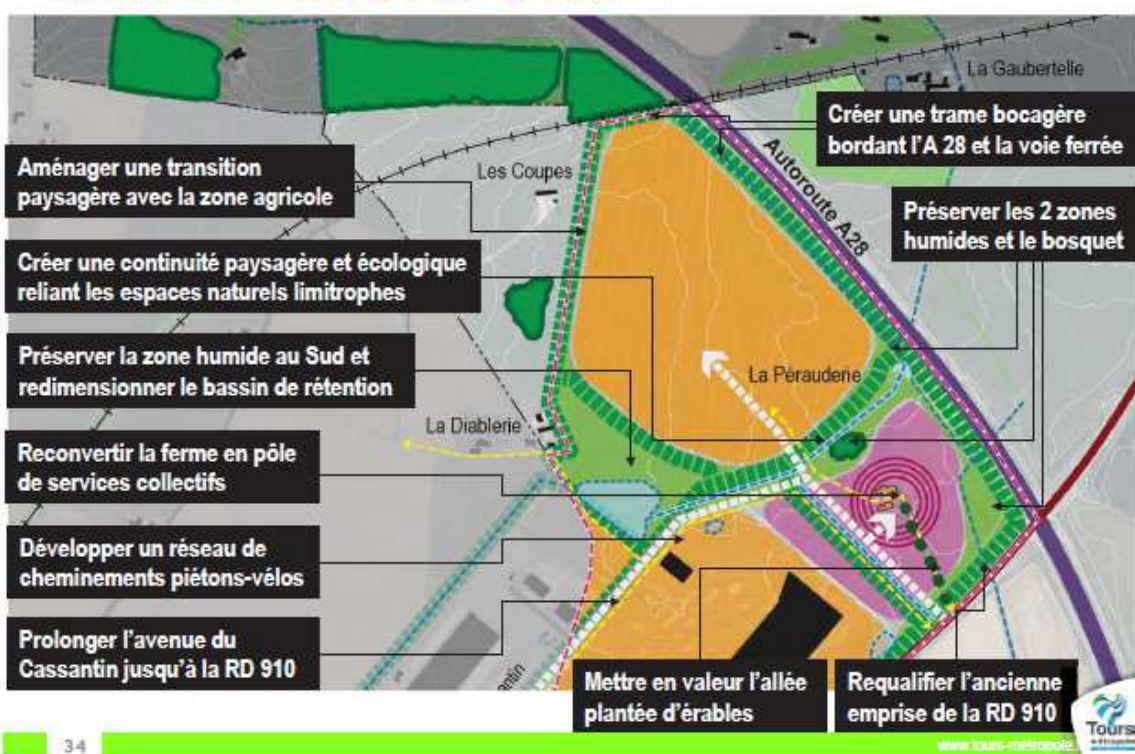 La Gaubertelle
Créer une trame bocagère
bordant l'A 28 et la voie ferrée
Aménager une transition
paysagère avec la zone agricole
Les Coupes
Autoroute A28
Préserver les 2 zones
humides et le bosquet
Créer une continuité paysagère et écologique
reliant les espaces naturels limitrophes
Préserver la zone humide au Sud et
redimensionner le bassin de rétention
La Pérauderie
La Diablerie
Reconvertir la ferme en pôle
de services collectifs
Développer un réseau de
cheminements piétons-vélos
Prolonger l'avenue du
Cassantin jusqu'à la RD 910
antin
Mettre en valeur l'allée
plantée d'érables
Requalifier l'ancienne
emprise de la RD 910
34
www.tours-metropole.
Tours